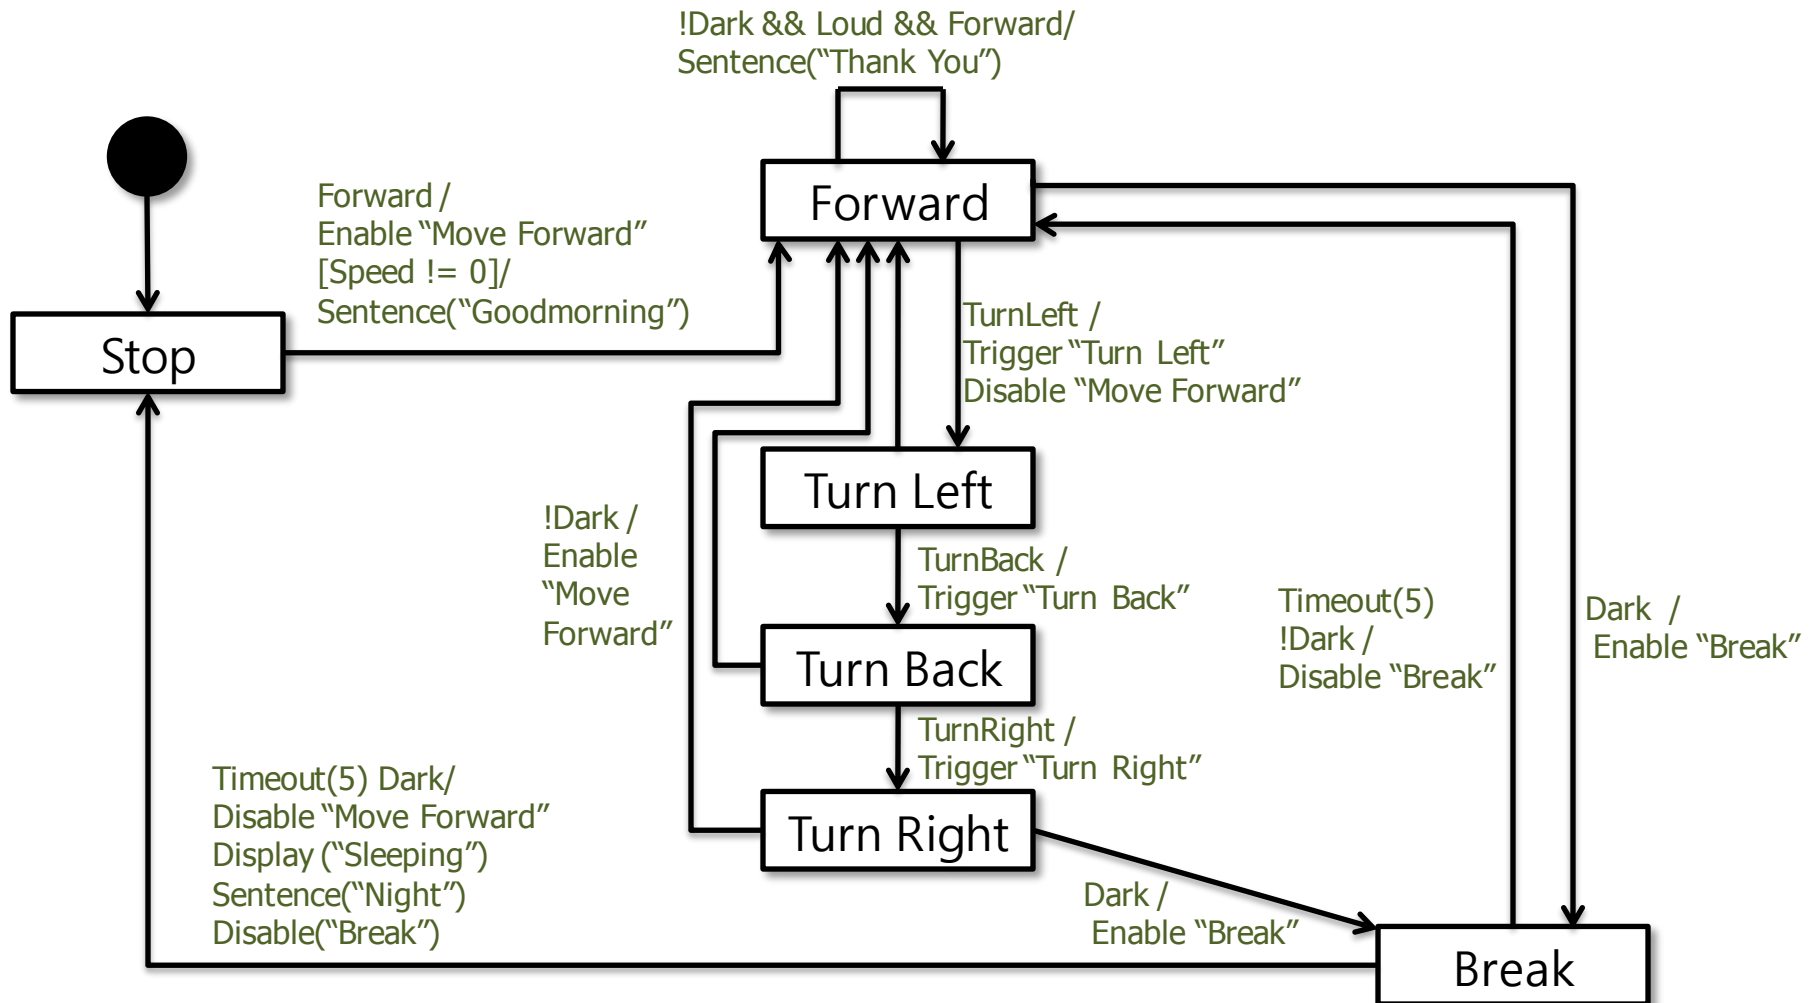 !Dark && Loud && Forward/
Sentence(“Thank You”)
Forward /
Enable “Move Forward”
[Speed != 0]/
Sentence(“Goodmorning”)
Forward
Stop
TurnLeft /
Trigger “Turn Left”
Disable “Move Forward”
Turn Left
!Dark /
Enable
“Move
Forward”
TurnBack /
Trigger “Turn Back”
Timeout(5)
!Dark /
Disable “Break”
Dark /
Enable “Break”
Turn Back
TurnRight /
Trigger “Turn Right”
Timeout(5) Dark/
Disable “Move Forward”
Display (“Sleeping”)
Sentence(“Night”)
Disable(“Break”)
Turn Right
Dark /
Enable “Break”
Break